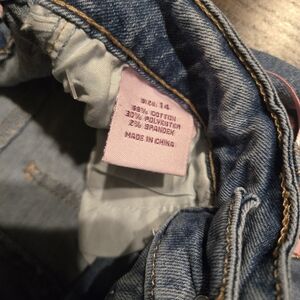 SIZE: 14
68% COTTON
30% POLYESTER
2% SPANDEX
MADE IN CHINA